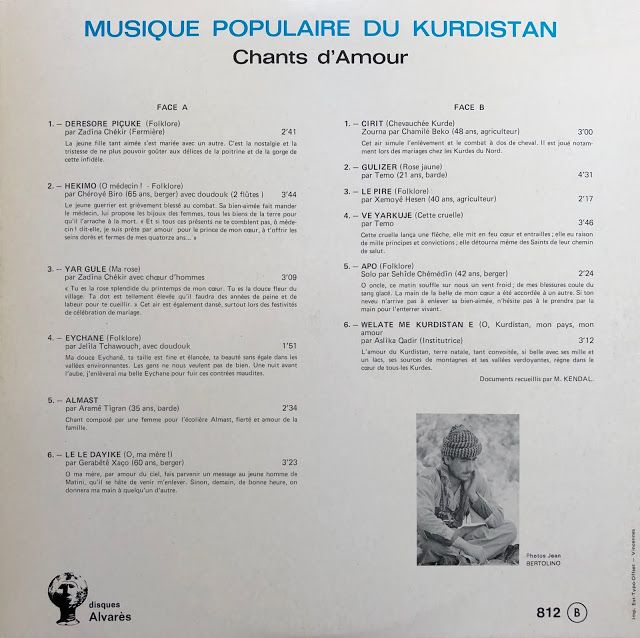 MUSIQUE POPULAIRE DU KURDISTAN
Chants d'Amour
FACE A
1. – DERESORE PIÇUKE (Folklore)
par Zadina Chékir (Fermière) 2'41
La jeune fille tant aimée s'est mariée avec un autre. C'est la nostalgie et la
tristesse de ne plus pouvoir goûter aux délices de la poitrine et de la gorge de
cette infidèle.
2. – HEKIMO (O médecin ! - Folklore)
par Chéroyé Biro (65 ans, berger) avec doudouk (2 flûtes ) 3'44
Le jeune guerrier est grièvement blessé au combat. Sa bien-aimée fait mander
le médecin, lui propose les bijoux des femmes, tous les biens de la terre pour
qu'il l'arrache à la mort. « Et si tous ces présents ne te comblent pas, ô méde-
cin ! dit-elle, je suis prête par amour pour le prince de mon cœur, à t'offrir les
seins dorés et fermes de mes quatorze ans... »
3. – YAR GULE (Ma rose)
par Zadina Chékir avec chœur d'hommes 3'09
« Tu es la rose splendide du printemps de mon cœur. Tu es la douce fleur du
village. Ta dot est tellement élevée qu'il faudra des années de peine et de
labeur pour te cueillir. » Cet air est également dansé, surtout lors des festivités
de célébration de mariage.
4. – EYCHANE (Folklore)
par Jelila Tchawouch, avec doudouk 1'51
Ma douce Eychanê, ta taille est fine et élancée, ta beauté sans égale dans les
vallées environnantes. Les gens ne nous veulent pas de bien. Une nuit avant
l'aube, j'enlèverai ma belle Eychane pour fuir ces contrées maudites.
5. – ALMAST
par Aramé Tigran (35 ans, barde) 2'34
Chant composé par une femme pour l'écolière Almast, fierté et amour de la
famille.
6. – LE LE DAYIKE (O, ma mère !)
par Gerabêtê Xaço (60 ans, berger) 3'23
O ma mère, par amour du ciel, fais parvenir un message au jeune homme de
Matini, qu'il se hâte de venir m'enlever. Sinon, demain, de bonne heure, on
donnera ma main à quelqu'un d'autre.
FACE B
1. – CIRIT (Chevauchée Kurde)
Zourna par Chamilé Beko (48 ans, agriculteur) 3'00
Cet air simule l'enlèvement et le combat à dos de cheval. Il est joué notam-
ment lors des mariages chez les Kurdes du Nord.
2. – GULIZER (Rose jaune)
par Temo (21 ans, barde) 4'31
3. – LE PIRE (Folklore)
par Xemoyé Hesen (40 ans, agriculteur) 2'17
4. – VE YARKUJE (Cette cruelle)
par Temo 3'46
Cette cruelle lança une flèche, elle mit en feu cœur et entrailles ; elle eu raison
de mille principes et convictions ; elle détourna même des Saints de leur chemin
de salut.
5. – APO (Folklore)
Solo par Sehide Chémédin (42 ans, berger) 2'24
O oncle, ce matin souffle sur nous un vent froid ; de mes blessures coule du
sang glacé. La main de la belle de mon cœur a été accordée à un autre. Si ton
neveu n'arrive pas à enlever sa bien-aimée, n'hésite pas à le prendre par la
main pour l'enterrer vivant.
6. – WELATE ME KURDISTAN E (O, Kurdistan, mon pays, mon
amour
par Aslika Qadir (Institutrice) 3'12
L'amour du Kurdistan, terre natale, tant convoitée, si belle avec ses mille et
un lacs, ses sources de montagnes et ses vallées verdoyantes, règne dans le
cœur de tous les Kurdes.
Documents recueillis par M. KENDAL.
Photos Jean
BERTOLINO
disques
Alvarès
812 B
Imp. Est-Typo-Offset – Vincennes